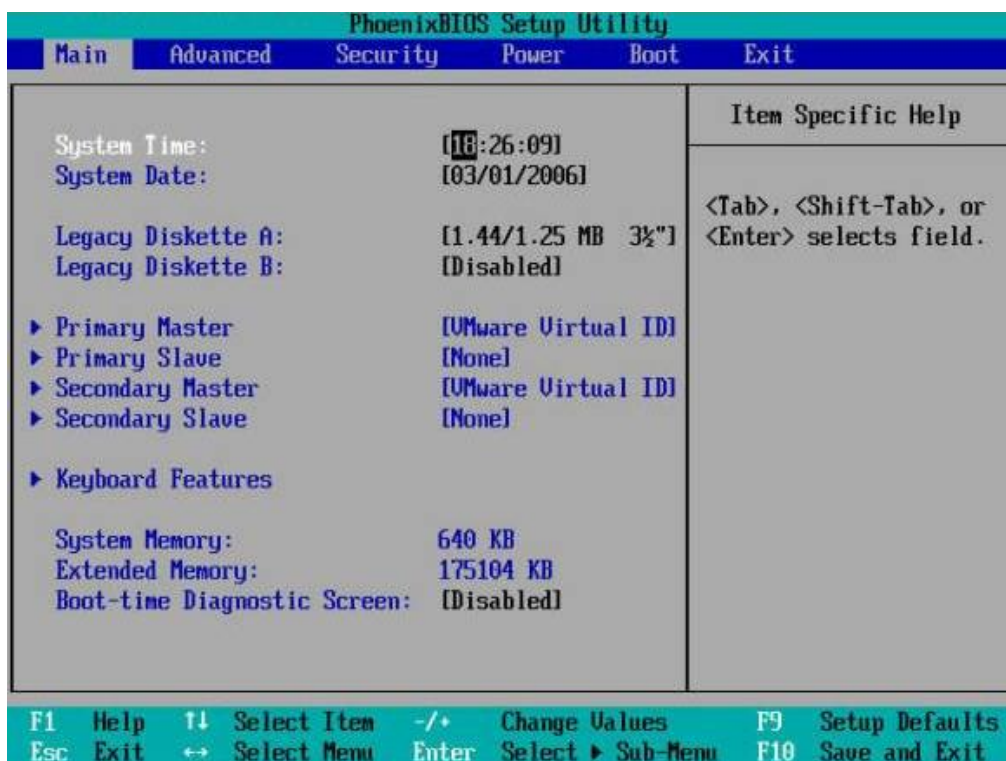 PhoenixBIOS Setup Utility
Main Advanced Security Power Boot Exit
System Time: [18:26:09]
System Date: [03/01/2006]
Legacy Diskette A: [1.44/1.25 MB 3½"]
Legacy Diskette B: [Disabled]
Primary Master [VMware Virtual ID]
Primary Slave [None]
Secondary Master [VMware Virtual ID]
Secondary Slave [None]
Keyboard Features
System Memory: 640 KB
Extended Memory: 175104 KB
Boot-time Diagnostic Screen: [Disabled]
Item Specific Help
<Tab>, <Shift-Tab>, or
<Enter> selects field.
F1 Help ↑↓ Select Item -/+ Change Values F9 Setup Defaults
Esc Exit ↔ Select Menu Enter Select ▶ Sub-Menu F10 Save and Exit